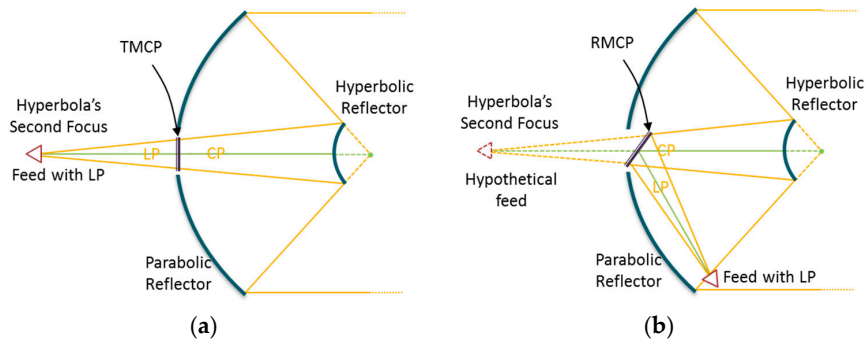 TMCP
Hyperbola's
Second Focus
Hyperbolic
Reflector
LP
CP
Feed with LP
Parabolic
Reflector
(a)
RMCP
Hyperbola's
Second Focus
Hyperbolic
Reflector
CP
LP
Hypothetical
feed
Parabolic
Reflector
Feed with LP
(b)